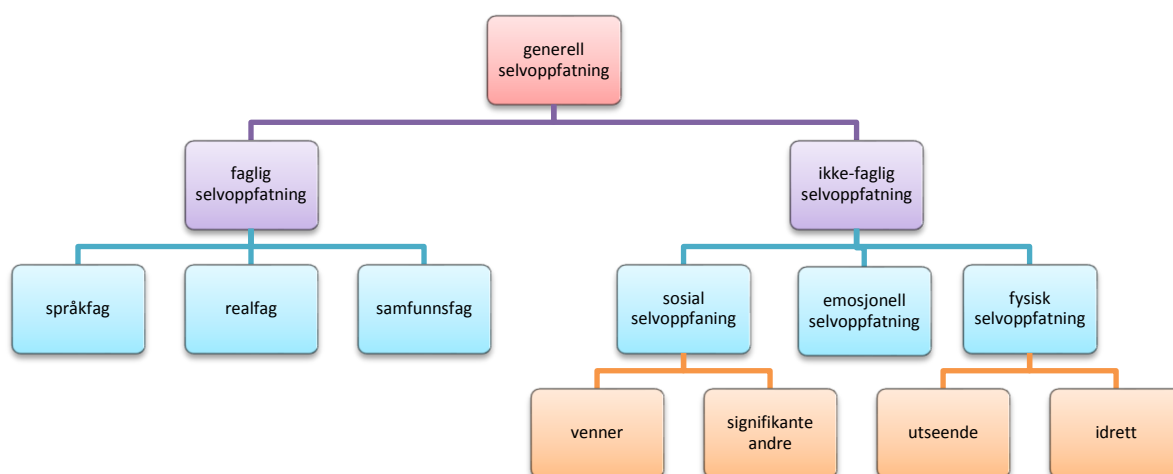 generell
selvoppfatning
faglig
selvoppfatning
ikke-faglig
selvoppfatning
språkfag
realfag
samfunnsfag
sosial
selvoppfaning
emosjonell
selvoppfatning
fysisk
selvoppfatning
venner
signifikante
andre
utseende
idrett